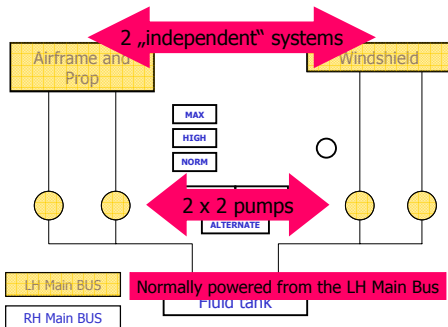 2 „independent“ systems
Airframe and
Prop
Windshield
MAX
HIGH
NORM
2 x 2 pumps
ALTERNATE
LH Main BUS
Normally powered from the LH Main Bus
Fluid tank
RH Main BUS